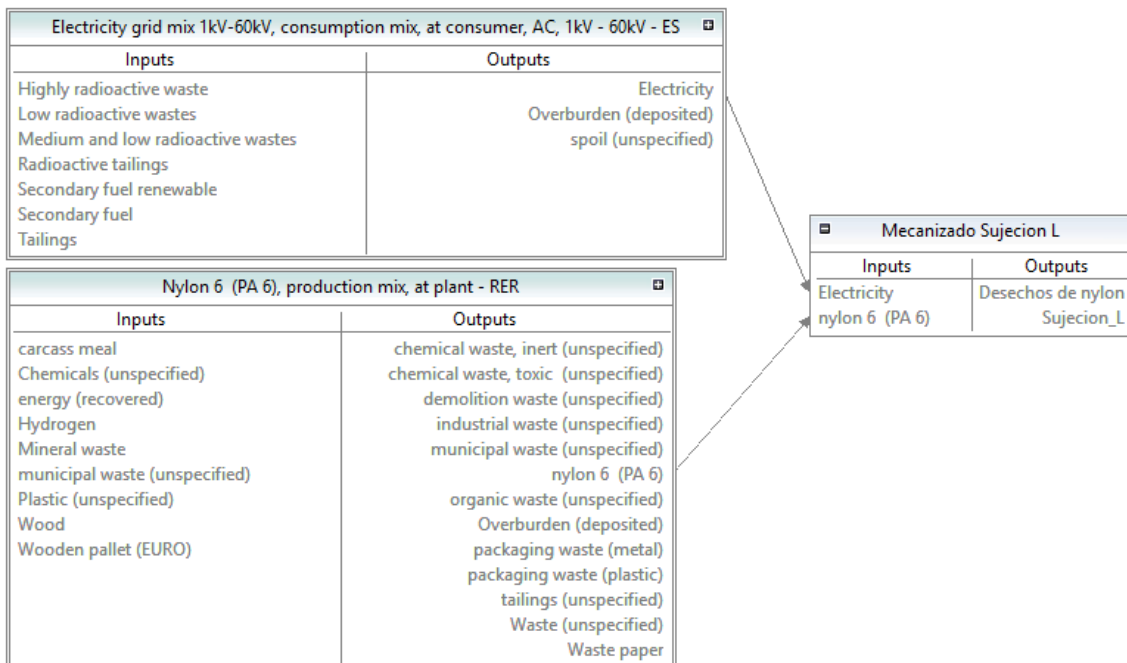 Electricity grid mix 1kV-60kV, consumption mix, at consumer, AC, 1kV - 60kV - ES
Inputs Outputs
Highly radioactive waste Electricity
Low radioactive wastes Overburden (deposited)
Medium and low radioactive wastes spoil (unspecified)
Radioactive tailings
Secondary fuel renewable
Secondary fuel
Tailings
Nylon 6 (PA 6), production mix, at plant - RER
Inputs Outputs
carcass meal chemical waste, inert (unspecified)
Chemicals (unspecified) chemical waste, toxic (unspecified)
energy (recovered) demolition waste (unspecified)
Hydrogen industrial waste (unspecified)
Mineral waste municipal waste (unspecified)
municipal waste (unspecified) nylon 6 (PA 6)
Plastic (unspecified) organic waste (unspecified)
Wood Overburden (deposited)
Wooden pallet (EURO) packaging waste (metal)
packaging waste (plastic)
tailings (unspecified)
Waste (unspecified)
Waste paper
Mecanizado Sujecion L
Inputs Outputs
Electricity Desechos de nylon
nylon 6 (PA 6) Sujecion_L